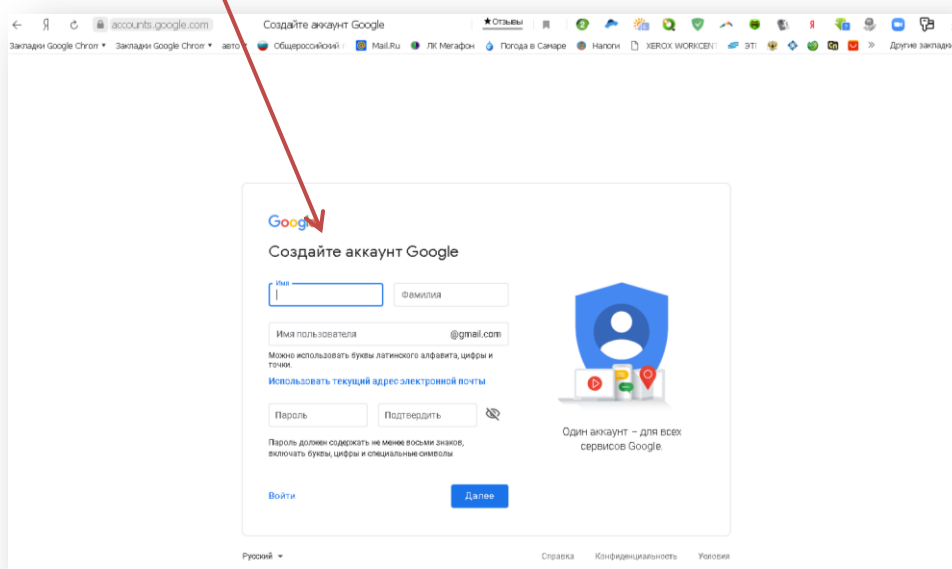 accounts.google.com Создайте аккаунт Google ★Отзывы
Закладки Google Chrom Закладки Google Chrom авто Общероссийский Mail.Ru ЛК Мегафон Погода в Самаре Налоги XEROX WORKCENT ЭТ » Другие закладки
Google
Создайте аккаунт Google
Имя
Фамилия
Имя пользователя @gmail.com
Можно использовать буквы латинского алфавита, цифры и
точки.
Использовать текущий адрес электронной почты
Пароль Подтвердить
Пароль должен содержать не менее восьми знаков,
включать буквы, цифры и специальные символы
Один аккаунт – для всех
сервисов Google.
Войти Далее
Русский Справка Конфиденциальность Условия